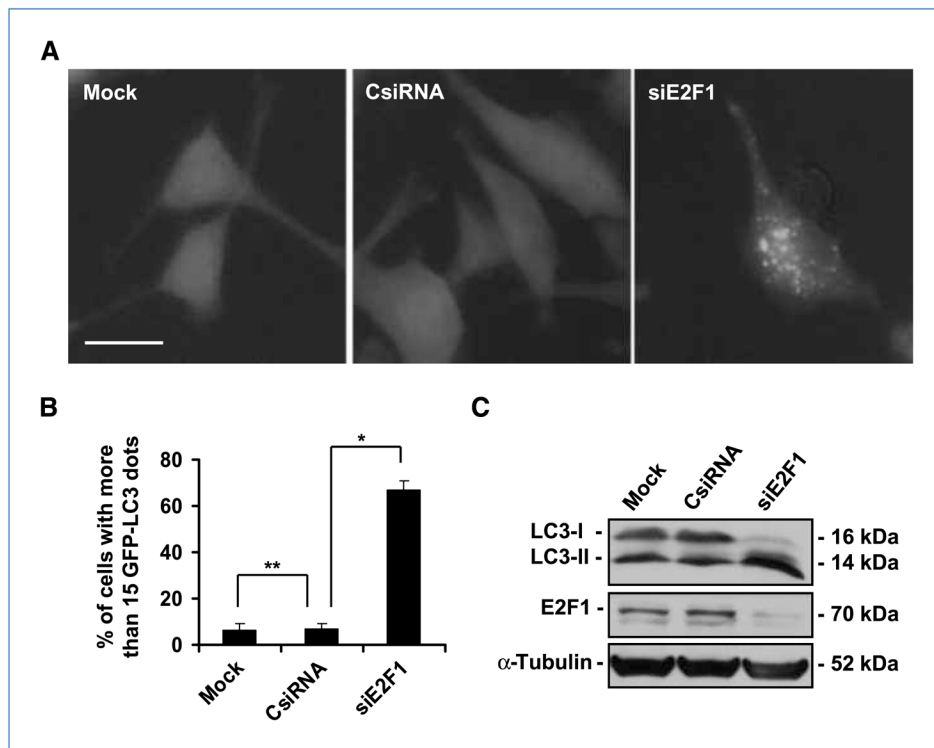 A
Mock
CsiRNA
siE2F1
B
% of cells with more
than 15 GFP-LC3 dots
80
60
40
20
0
**
*
Mock
CsiRNA
siE2F1
C
Mock
CsiRNA
siE2F1
LC3-I -
- 16 kDa
LC3-II -
- 14 kDa
E2F1 -
- 70 kDa
α-Tubulin -
- 52 kDa